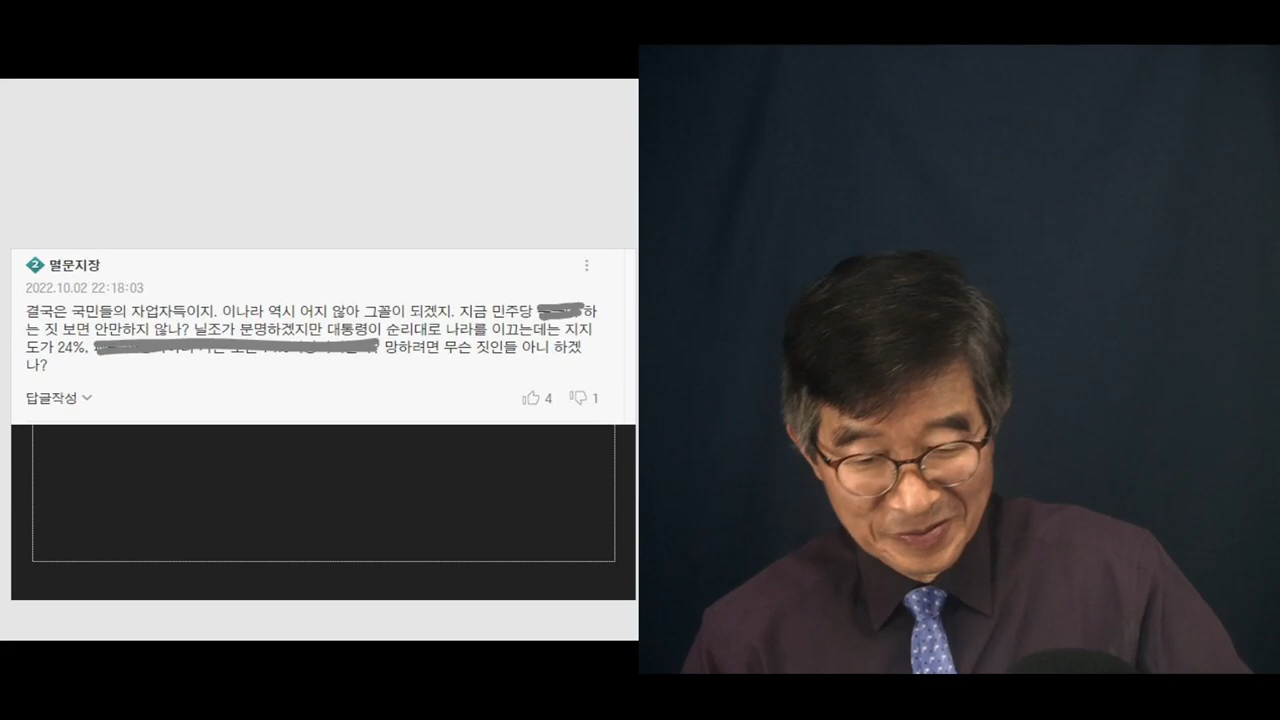 2 멸문지장
2022.10.02 22:18:03
결국은 국민들의 자업자득이지. 이나라 역시 어지 않아 그꼴이 되겠지. 지금 민주당 하
는 짓 보면 안만하지 않나? 닐조가 분명하겠지만 대통령이 순리대로 나라를 이끄는데는 지지
도가 24%, 망하려면 무슨 짓인들 아니 하겠
나?
답글작성
4
1